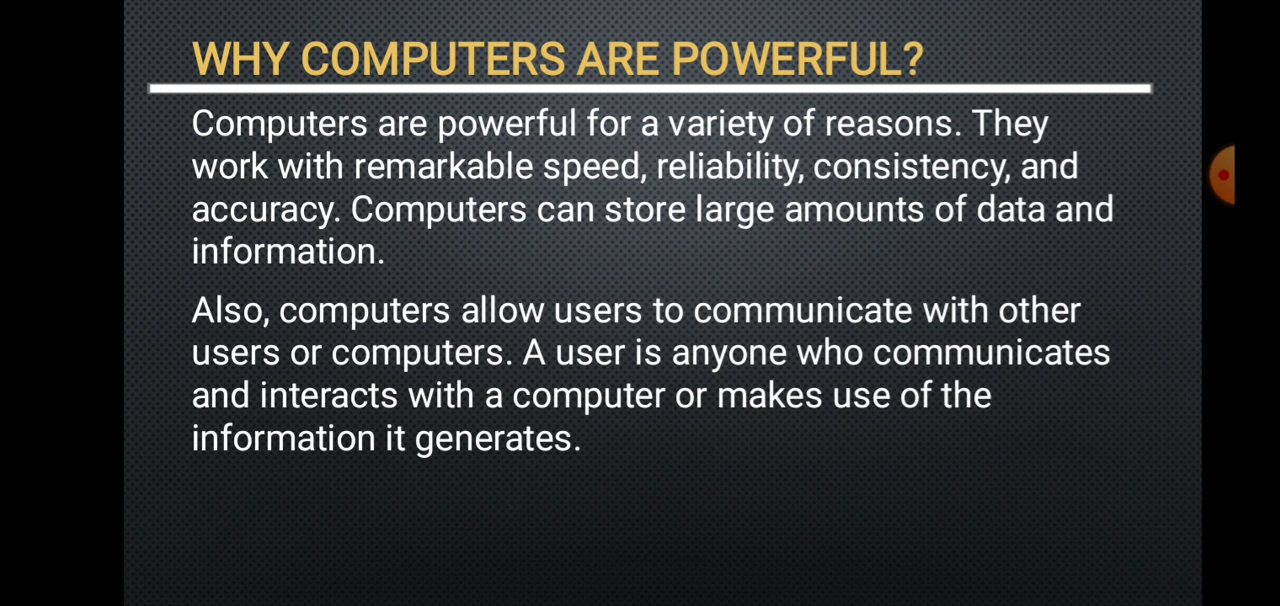 WHY COMPUTERS ARE POWERFUL?
Computers are powerful for a variety of reasons. They
work with remarkable speed, reliability, consistency, and
accuracy. Computers can store large amounts of data and
information.
Also, computers allow users to communicate with other
users or computers. A user is anyone who communicates
and interacts with a computer or makes use of the
information it generates.